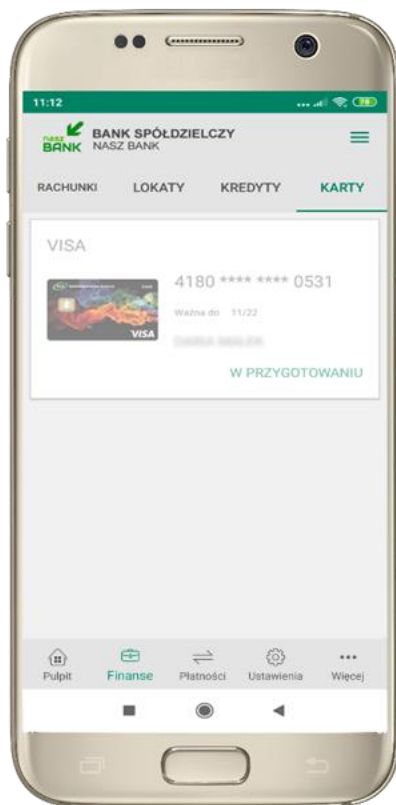 11:12
78
nasz BANK
BANK SPÓŁDZIELCZY
NASZ BANK
RACHUNKI LOKATY KREDYTY KARTY
VISA
4180 **** **** 0531
Ważna do 11/22
VISA
W PRZYGOTOWANIU
Pulpit Finanse Płatności Ustawienia Więcej